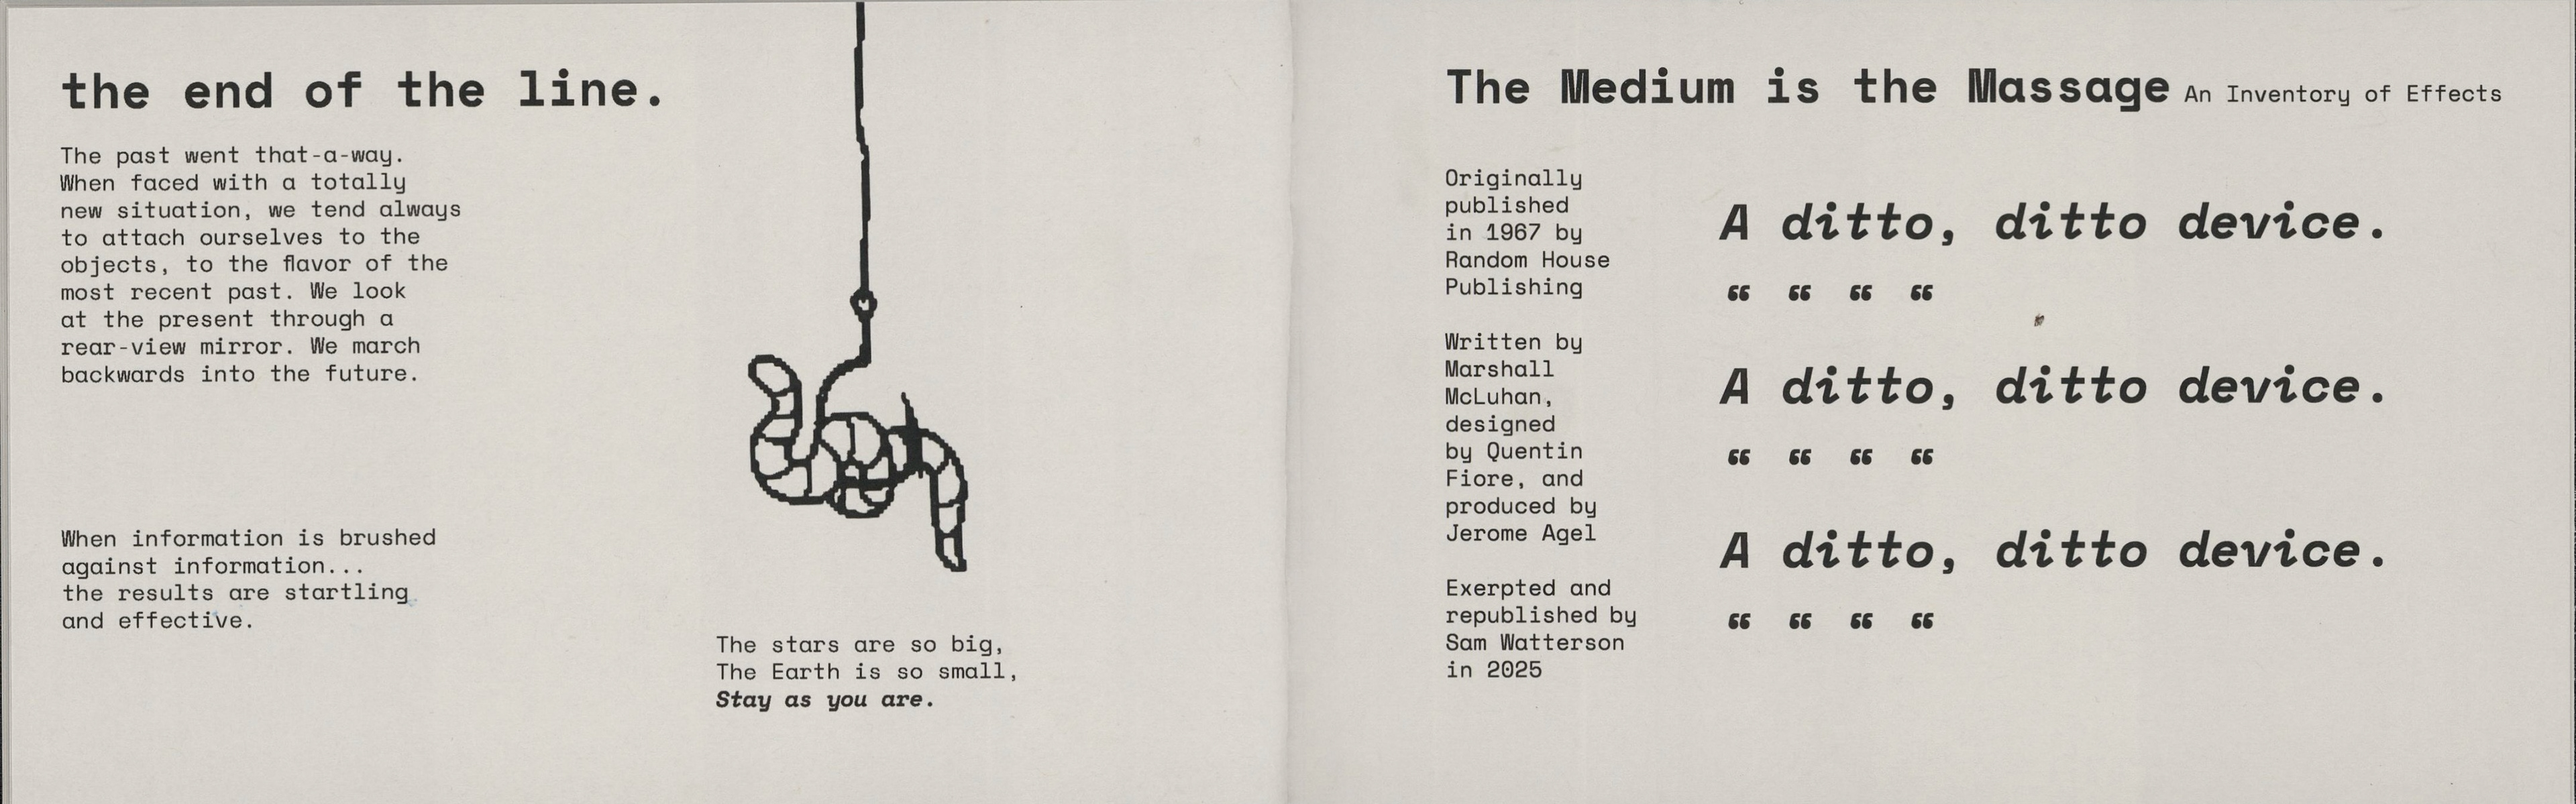 the end of the line.
The past went that-a-way.
When faced with a totally
new situation, we tend always
to attach ourselves to the
objects, to the flavor of the
most recent past. We look
at the present through a
rear-view mirror. We march
backwards into the future.
When information is brushed
against information...
the results are startling
and effective.
The stars are so big,
The Earth is so small,
Stay as you are.
The Medium is the Massage An Inventory of Effects
Originally
published
in 1967 by
Random House
Publishing
Written by
Marshall
McLuhan,
designed
by Quentin
Fiore, and
produced by
Jerome Agel
Exerpted and
republished by
Sam Watterson
in 2025
A ditto, ditto device.
“ “ “ “
A ditto, ditto device.
“ “ “ “
A ditto, ditto device.
“ “ “ “